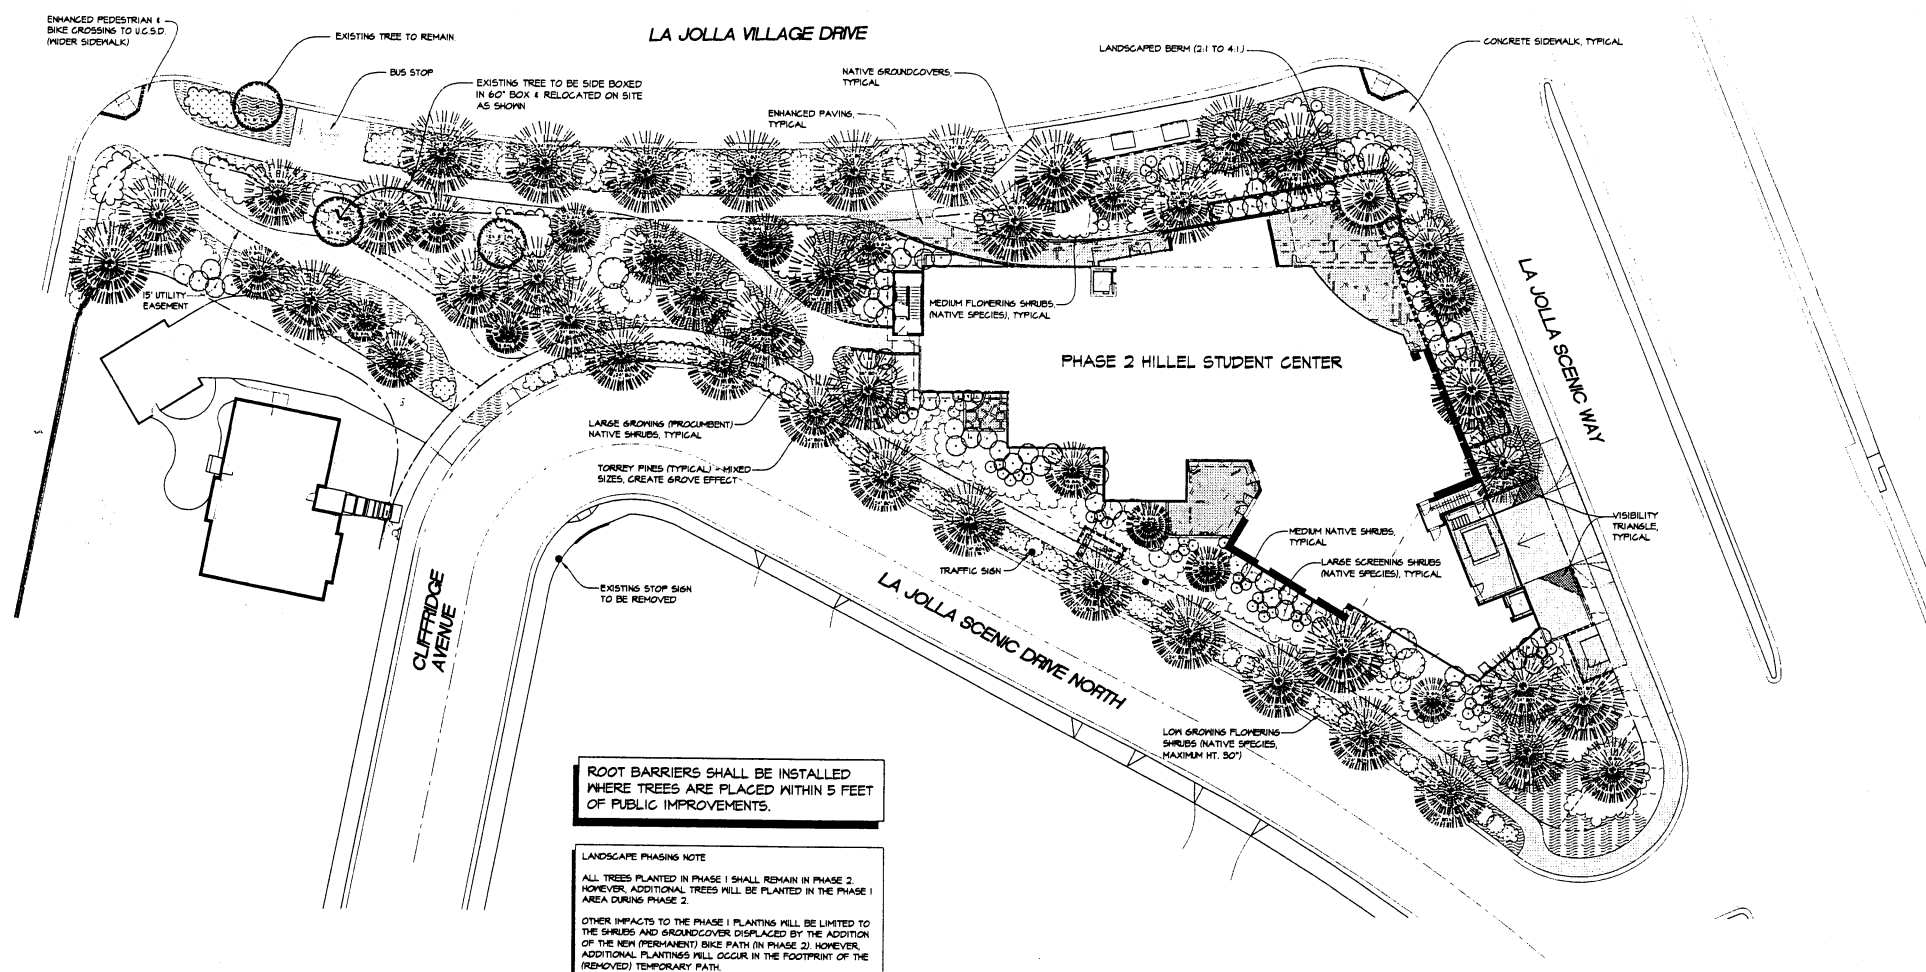 ENHANCED PEDESTRIAN &
BIKE CROSSING TO U.C.S.D.
(WIDER SIDEWALK)
EXISTING TREE TO REMAIN.
BUS STOP
EXISTING TREE TO BE SIDE BOXED
IN 60" BOX & RELOCATED ON SITE
AS SHOWN
LA JOLLA VILLAGE DRIVE
NATIVE GROUNDCOVERS,
TYPICAL
ENHANCED PAVING,
TYPICAL
LANDSCAPED BERM (2:1 TO 4:1)
CONCRETE SIDEWALK, TYPICAL
15' UTILITY
EASEMENT
MEDIUM FLOWERING SHRUBS,
(NATIVE SPECIES), TYPICAL
PHASE 2 HILLEL STUDENT CENTER
LA JOLLA SCENIC WAY
LARGE GROWING (PROCUMBENT)
NATIVE SHRUBS, TYPICAL
TORREY PINES (TYPICAL) - MIXED
SIZES, CREATE GROVE EFFECT
TRAFFIC SIGN
MEDIUM NATIVE SHRUBS,
TYPICAL
LARGE SCREENING SHRUBS
(NATIVE SPECIES), TYPICAL
VISIBILITY
TRIANGLE,
TYPICAL
EXISTING STOP SIGN
TO BE REMOVED
CLIFFRIDGE
AVENUE
LA JOLLA SCENIC DRIVE NORTH
LOW GROWING FLOWERING
SHRUBS (NATIVE SPECIES,
MAXIMUM HT. 30")
ROOT BARRIERS SHALL BE INSTALLED
WHERE TREES ARE PLACED WITHIN 5 FEET
OF PUBLIC IMPROVEMENTS.
LANDSCAPE PHASING NOTE
ALL TREES PLANTED IN PHASE 1 SHALL REMAIN IN PHASE 2.
HOWEVER, ADDITIONAL TREES WILL BE PLANTED IN THE PHASE 1
AREA DURING PHASE 2.
OTHER IMPACTS TO THE PHASE 1 PLANTING WILL BE LIMITED TO
THE SHRUBS AND GROUNDCOVER DISPLACED BY THE ADDITION
OF THE NEW (PERMANENT) BIKE PATH (IN PHASE 2). HOWEVER,
ADDITIONAL PLANTINGS WILL OCCUR IN THE FOOTPRINT OF THE
(REMOVED) TEMPORARY PATH.